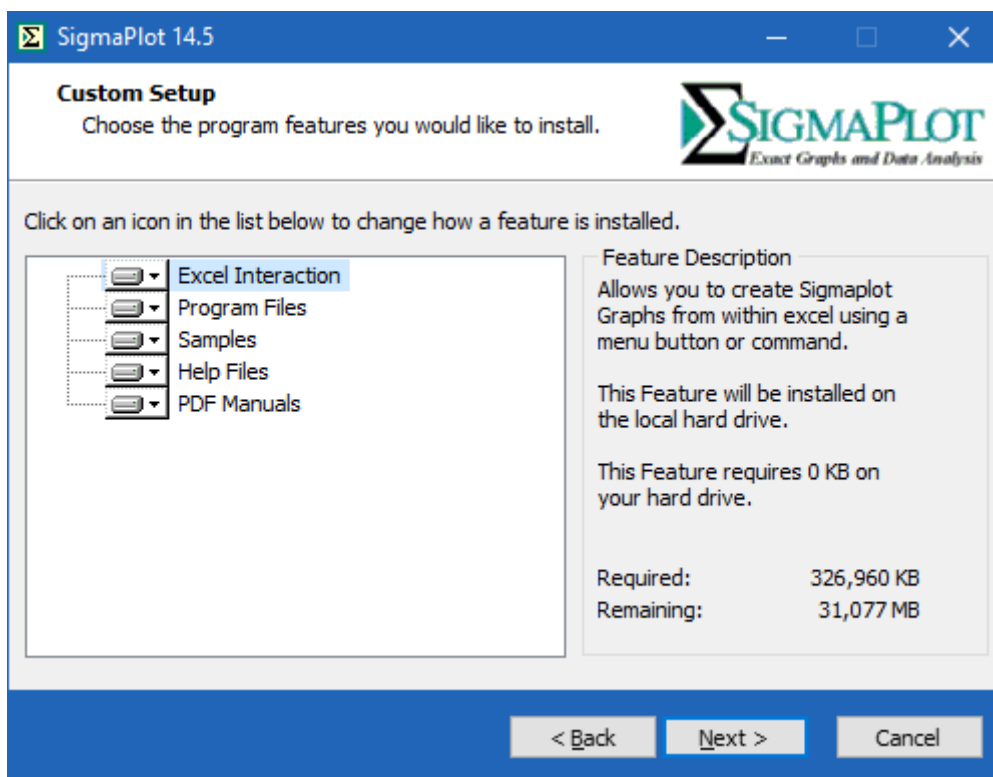 SigmaPlot 14.5
Custom Setup
Choose the program features you would like to install.
SIGMAPLOT
Exact Graphs and Data Analysis
Click on an icon in the list below to change how a feature is installed.
Excel Interaction
Program Files
Samples
Help Files
PDF Manuals
Feature Description
Allows you to create Sigmaplot
Graphs from within excel using a
menu button or command.
This Feature will be installed on
the local hard drive.
This Feature requires 0 KB on
your hard drive.
Required: 326,960 KB
Remaining: 31,077 MB
< Back Next > Cancel